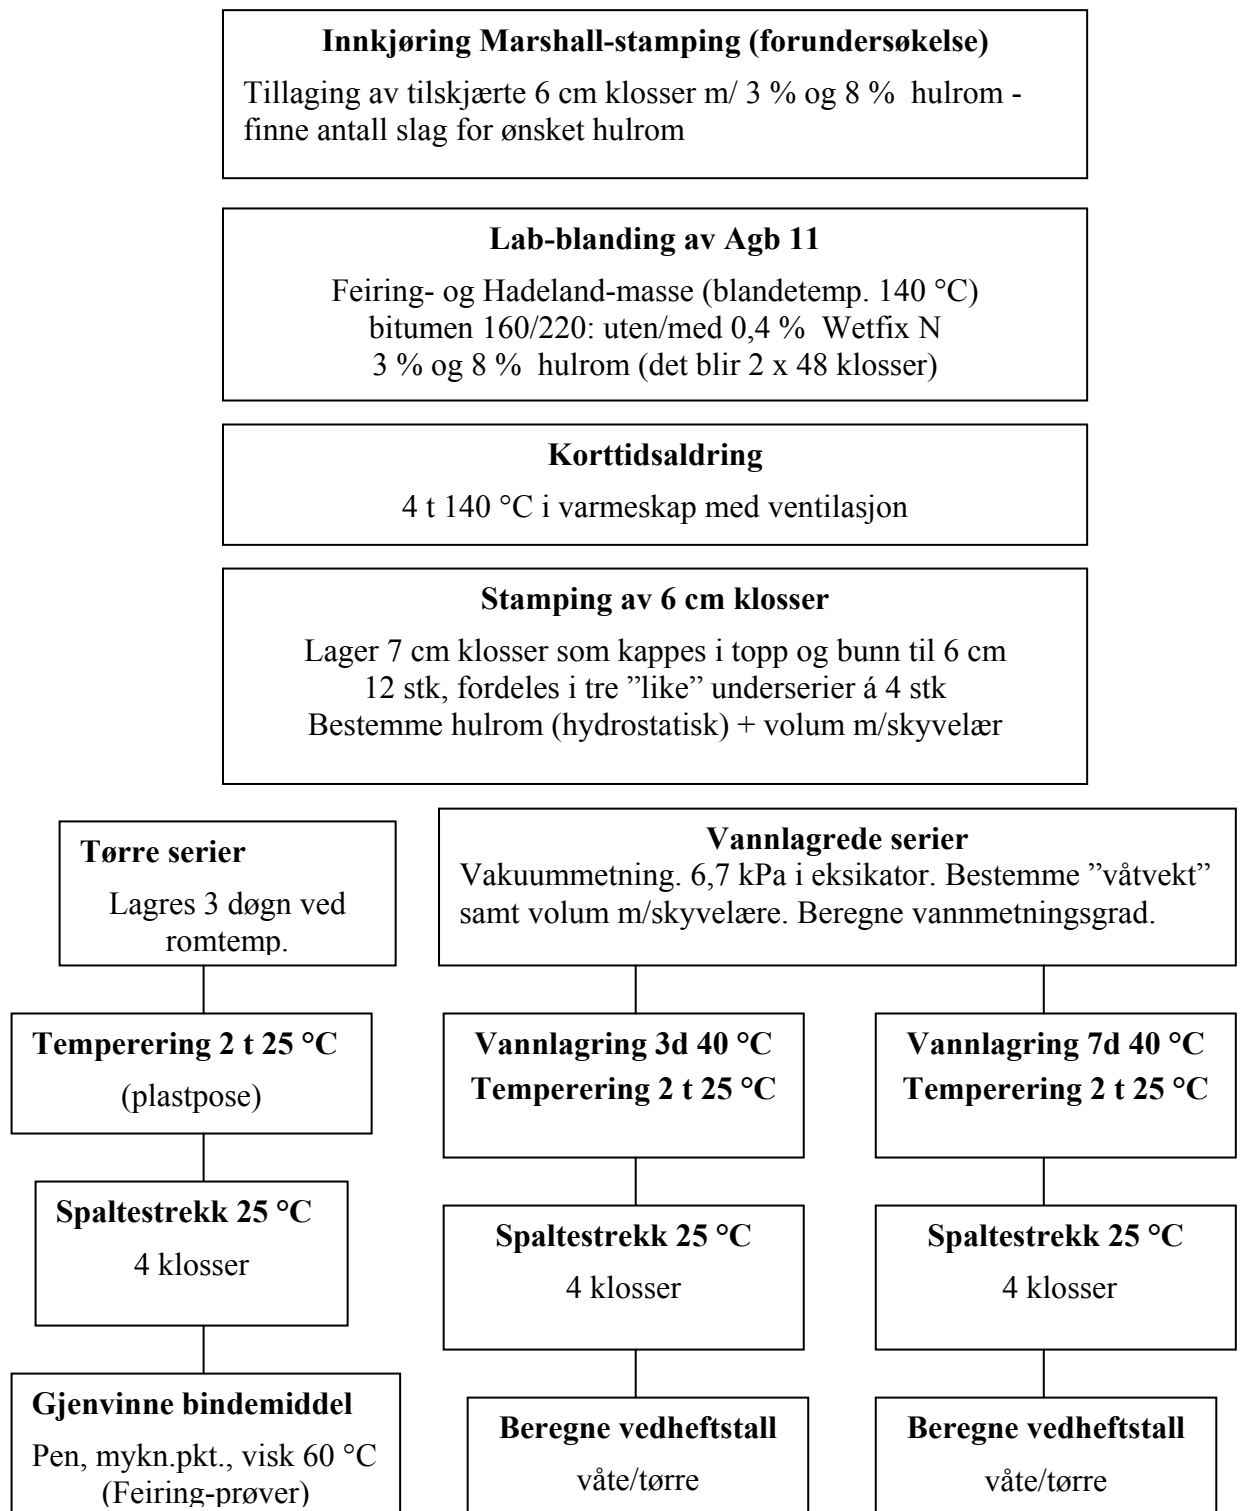 Innkjøring Marshall-stamping (forundersøkelse)
Tillaging av tilskjærte 6 cm klosser m/ 3 % og 8 % hulrom -
finne antall slag for ønsket hulrom
Lab-blanding av Agb 11
Feiring- og Hadeland-masse (blandetemp. 140 °C)
bitumen 160/220: uten/med 0,4 % Wetfix N
3 % og 8 % hulrom (det blir 2 x 48 klosser)
Korttidsaldring
4 t 140 °C i varmeskap med ventilasjon
Stamping av 6 cm klosser
Lager 7 cm klosser som kappes i topp og bunn til 6 cm
12 stk, fordeles i tre ”like” underserier á 4 stk
Bestemme hulrom (hydrostatisk) + volum m/skyvelær
Tørre serier
Lagres 3 døgn ved
romtemp.
Vannlagrede serier
Vakuummetning. 6,7 kPa i eksikator. Bestemme ”våtvekt”
samt volum m/skyvelære. Beregne vannmetningsgrad.
Temperering 2 t 25 °C
(plastpose)
Vannlagring 3d 40 °C
Temperering 2 t 25 °C
Vannlagring 7d 40 °C
Temperering 2 t 25 °C
Spaltestrekk 25 °C
4 klosser
Spaltestrekk 25 °C
4 klosser
Spaltestrekk 25 °C
4 klosser
Gjenvinne bindemiddel
Pen, mykn.pkt., visk 60 °C
(Feiring-prøver)
Beregne vedheftstall
våte/tørre
Beregne vedheftstall
våte/tørre